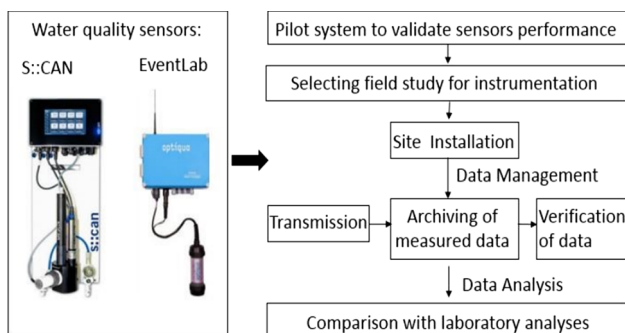 Water quality sensors:
S::CAN
EventLab
optiqua
s::can
Pilot system to validate sensors performance
Selecting field study for instrumentation
Site Installation
Data Management
Transmission
Archiving of
measured data
Verification
of data
Data Analysis
Comparison with laboratory analyses